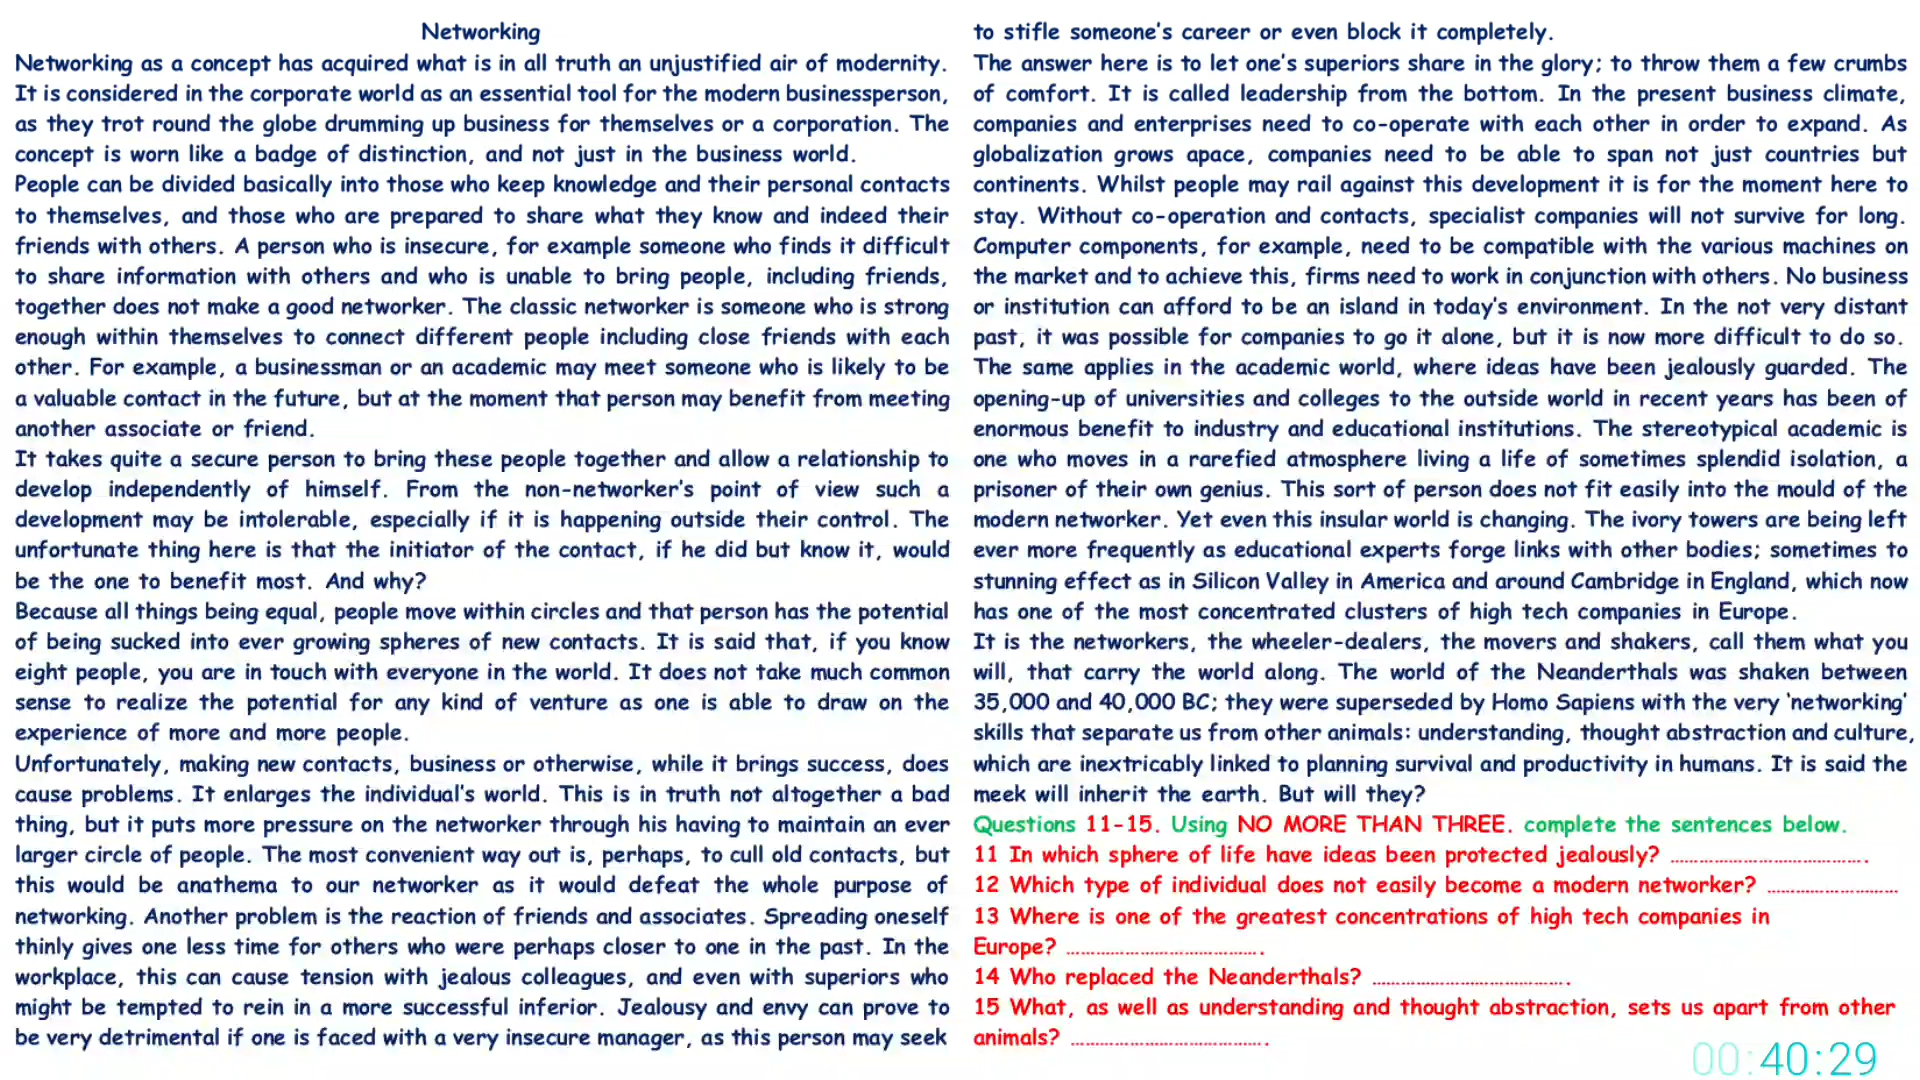 Networking
Networking as a concept has acquired what is in all truth an unjustified air of modernity.
It is considered in the corporate world as an essential tool for the modern businessperson,
as they trot round the globe drumming up business for themselves or a corporation. The
concept is worn like a badge of distinction, and not just in the business world.
People can be divided basically into those who keep knowledge and their personal contacts
to themselves, and those who are prepared to share what they know and indeed their
friends with others. A person who is insecure, for example someone who finds it difficult
to share information with others and who is unable to bring people, including friends,
together does not make a good networker. The classic networker is someone who is strong
enough within themselves to connect different people including close friends with each
other. For example, a businessman or an academic may meet someone who is likely to be
a valuable contact in the future, but at the moment that person may benefit from meeting
another associate or friend.
It takes quite a secure person to bring these people together and allow a relationship to
develop independently of himself. From the non-networker's point of view such a
development may be intolerable, especially if it is happening outside their control. The
unfortunate thing here is that the initiator of the contact, if he did but know it, would
be the one to benefit most. And why?
Because all things being equal, people move within circles and that person has the potential
of being sucked into ever growing spheres of new contacts. It is said that, if you know
eight people, you are in touch with everyone in the world. It does not take much common
sense to realize the potential for any kind of venture as one is able to draw on the
experience of more and more people.
Unfortunately, making new contacts, business or otherwise, while it brings success, does
cause problems. It enlarges the individual's world. This is in truth not altogether a bad
thing, but it puts more pressure on the networker through his having to maintain an ever
larger circle of people. The most convenient way out is, perhaps, to cull old contacts, but
this would be anathema to our networker as it would defeat the whole purpose of
networking. Another problem is the reaction of friends and associates. Spreading oneself
thinly gives one less time for others who were perhaps closer to one in the past. In the
workplace, this can cause tension with jealous colleagues, and even with superiors who
might be tempted to rein in a more successful inferior. Jealousy and envy can prove to
be very detrimental if one is faced with a very insecure manager, as this person may seek
to stifle someone's career or even block it completely.
The answer here is to let one's superiors share in the glory; to throw them a few crumbs
of comfort. It is called leadership from the bottom. In the present business climate,
companies and enterprises need to co-operate with each other in order to expand. As
globalization grows apace, companies need to be able to span not just countries but
continents. Whilst people may rail against this development it is for the moment here to
stay. Without co-operation and contacts, specialist companies will not survive for long.
Computer components, for example, need to be compatible with the various machines on
the market and to achieve this, firms need to work in conjunction with others. No business
or institution can afford to be an island in today's environment. In the not very distant
past, it was possible for companies to go it alone, but it is now more difficult to do so.
The same applies in the academic world, where ideas have been jealously guarded. The
opening-up of universities and colleges to the outside world in recent years has been of
enormous benefit to industry and educational institutions. The stereotypical academic is
one who moves in a rarefied atmosphere living a life of sometimes splendid isolation, a
prisoner of their own genius. This sort of person does not fit easily into the mould of the
modern networker. Yet even this insular world is changing. The ivory towers are being left
ever more frequently as educational experts forge links with other bodies; sometimes to
stunning effect as in Silicon Valley in America and around Cambridge in England, which now
has one of the most concentrated clusters of high tech companies in Europe.
It is the networkers, the wheeler-dealers, the movers and shakers, call them what you
will, that carry the world along. The world of the Neanderthals was shaken between
35,000 and 40,000 BC; they were superseded by Homo Sapiens with the very 'networking'
skills that separate us from other animals: understanding, thought abstraction and culture,
which are inextricably linked to planning survival and productivity in humans. It is said the
meek will inherit the earth. But will they?
Questions 11-15. Using NO MORE THAN THREE. complete the sentences below.
11 In which sphere of life have ideas been protected jealously? ..........................................
12 Which type of individual does not easily become a modern networker? ..............................
13 Where is one of the greatest concentrations of high tech companies in
Europe? ..........................................
14 Who replaced the Neanderthals? ..........................................
15 What, as well as understanding and thought abstraction, sets us apart from other
animals? ..........................................
00:40:29